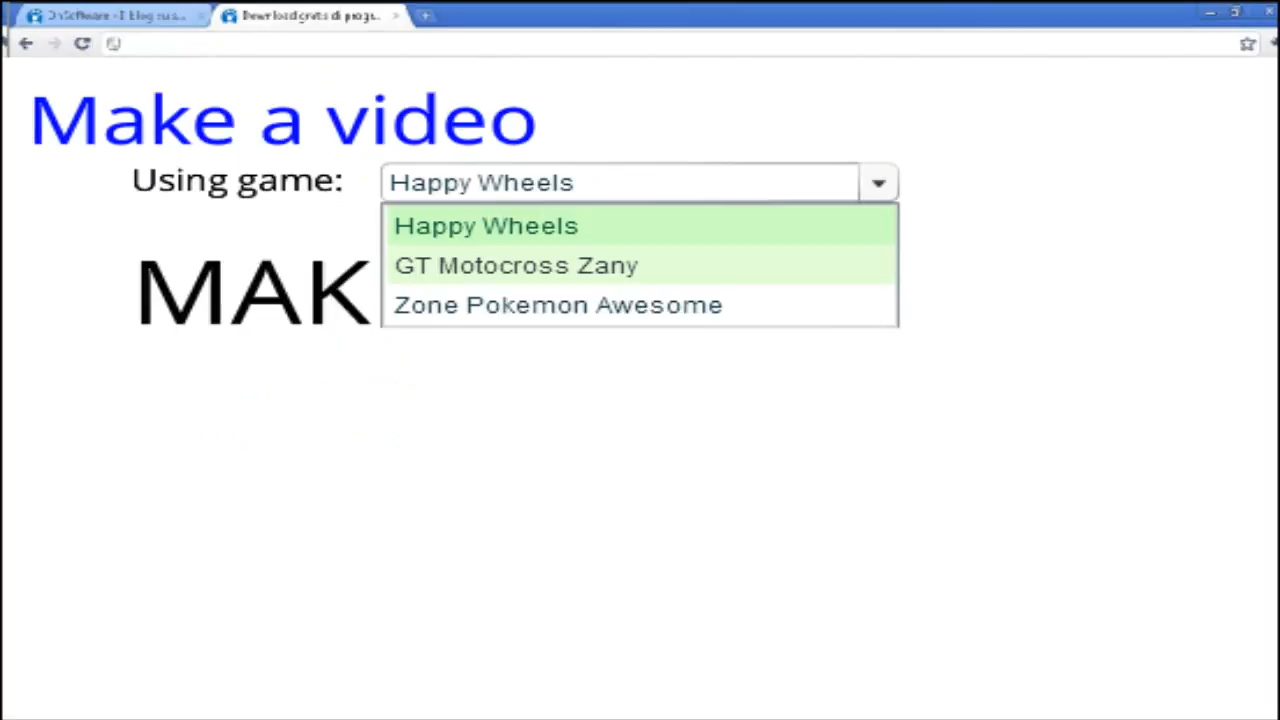 Make a video
Using game: Happy Wheels
Happy Wheels
GT Motocross Zany
Zone Pokemon Awesome
MAK